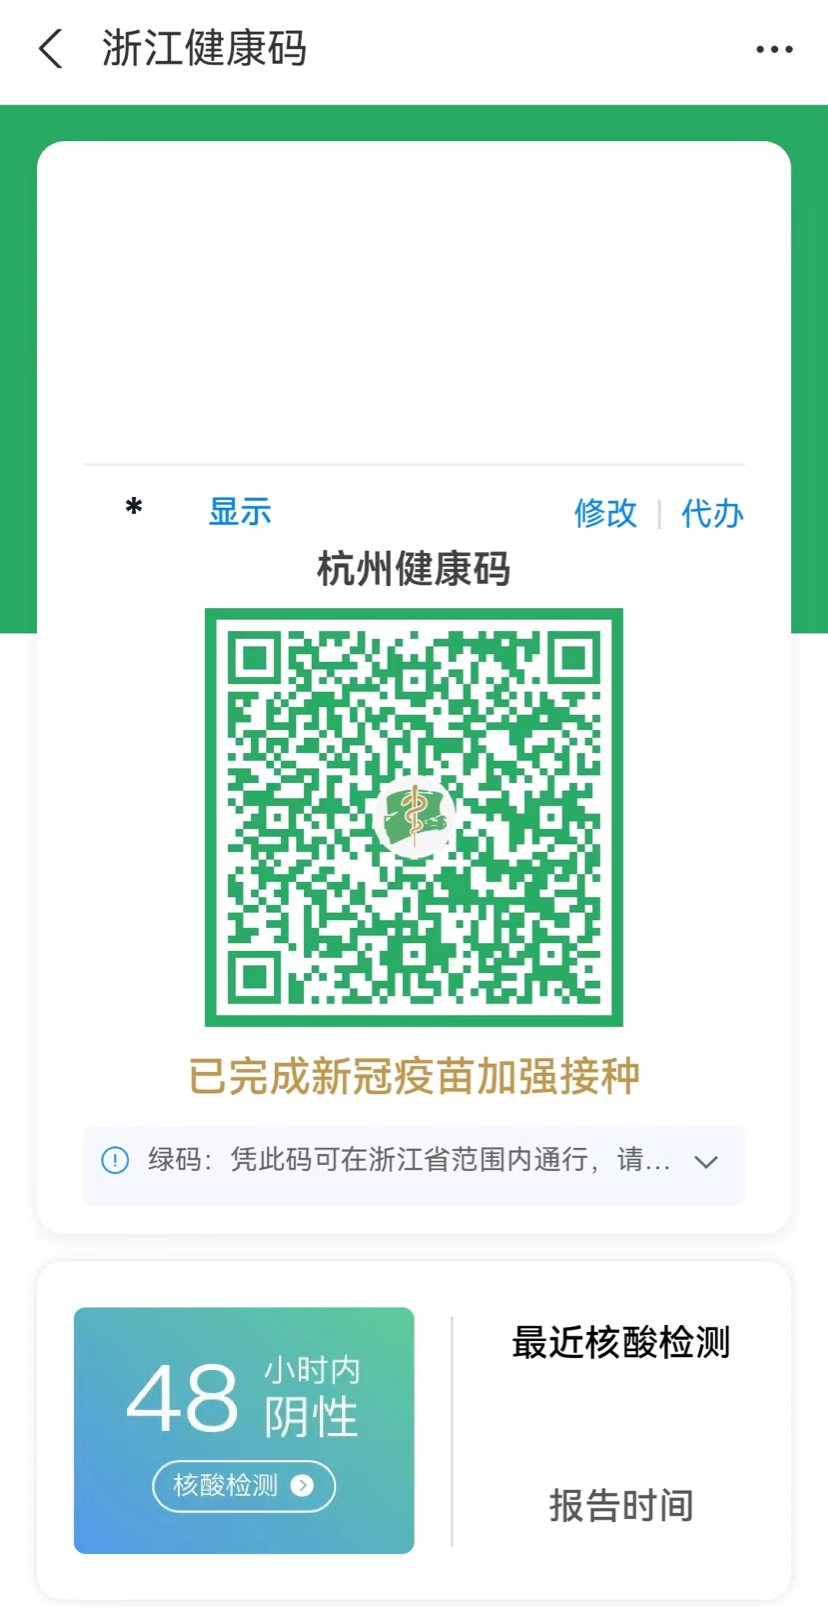 浙江健康码
* 显示 修改 | 代办
杭州健康码
已完成新冠疫苗加强接种
绿码：凭此码可在浙江省范围内通行，请...
48 小时内
阴性
核酸检测
最近核酸检测
报告时间